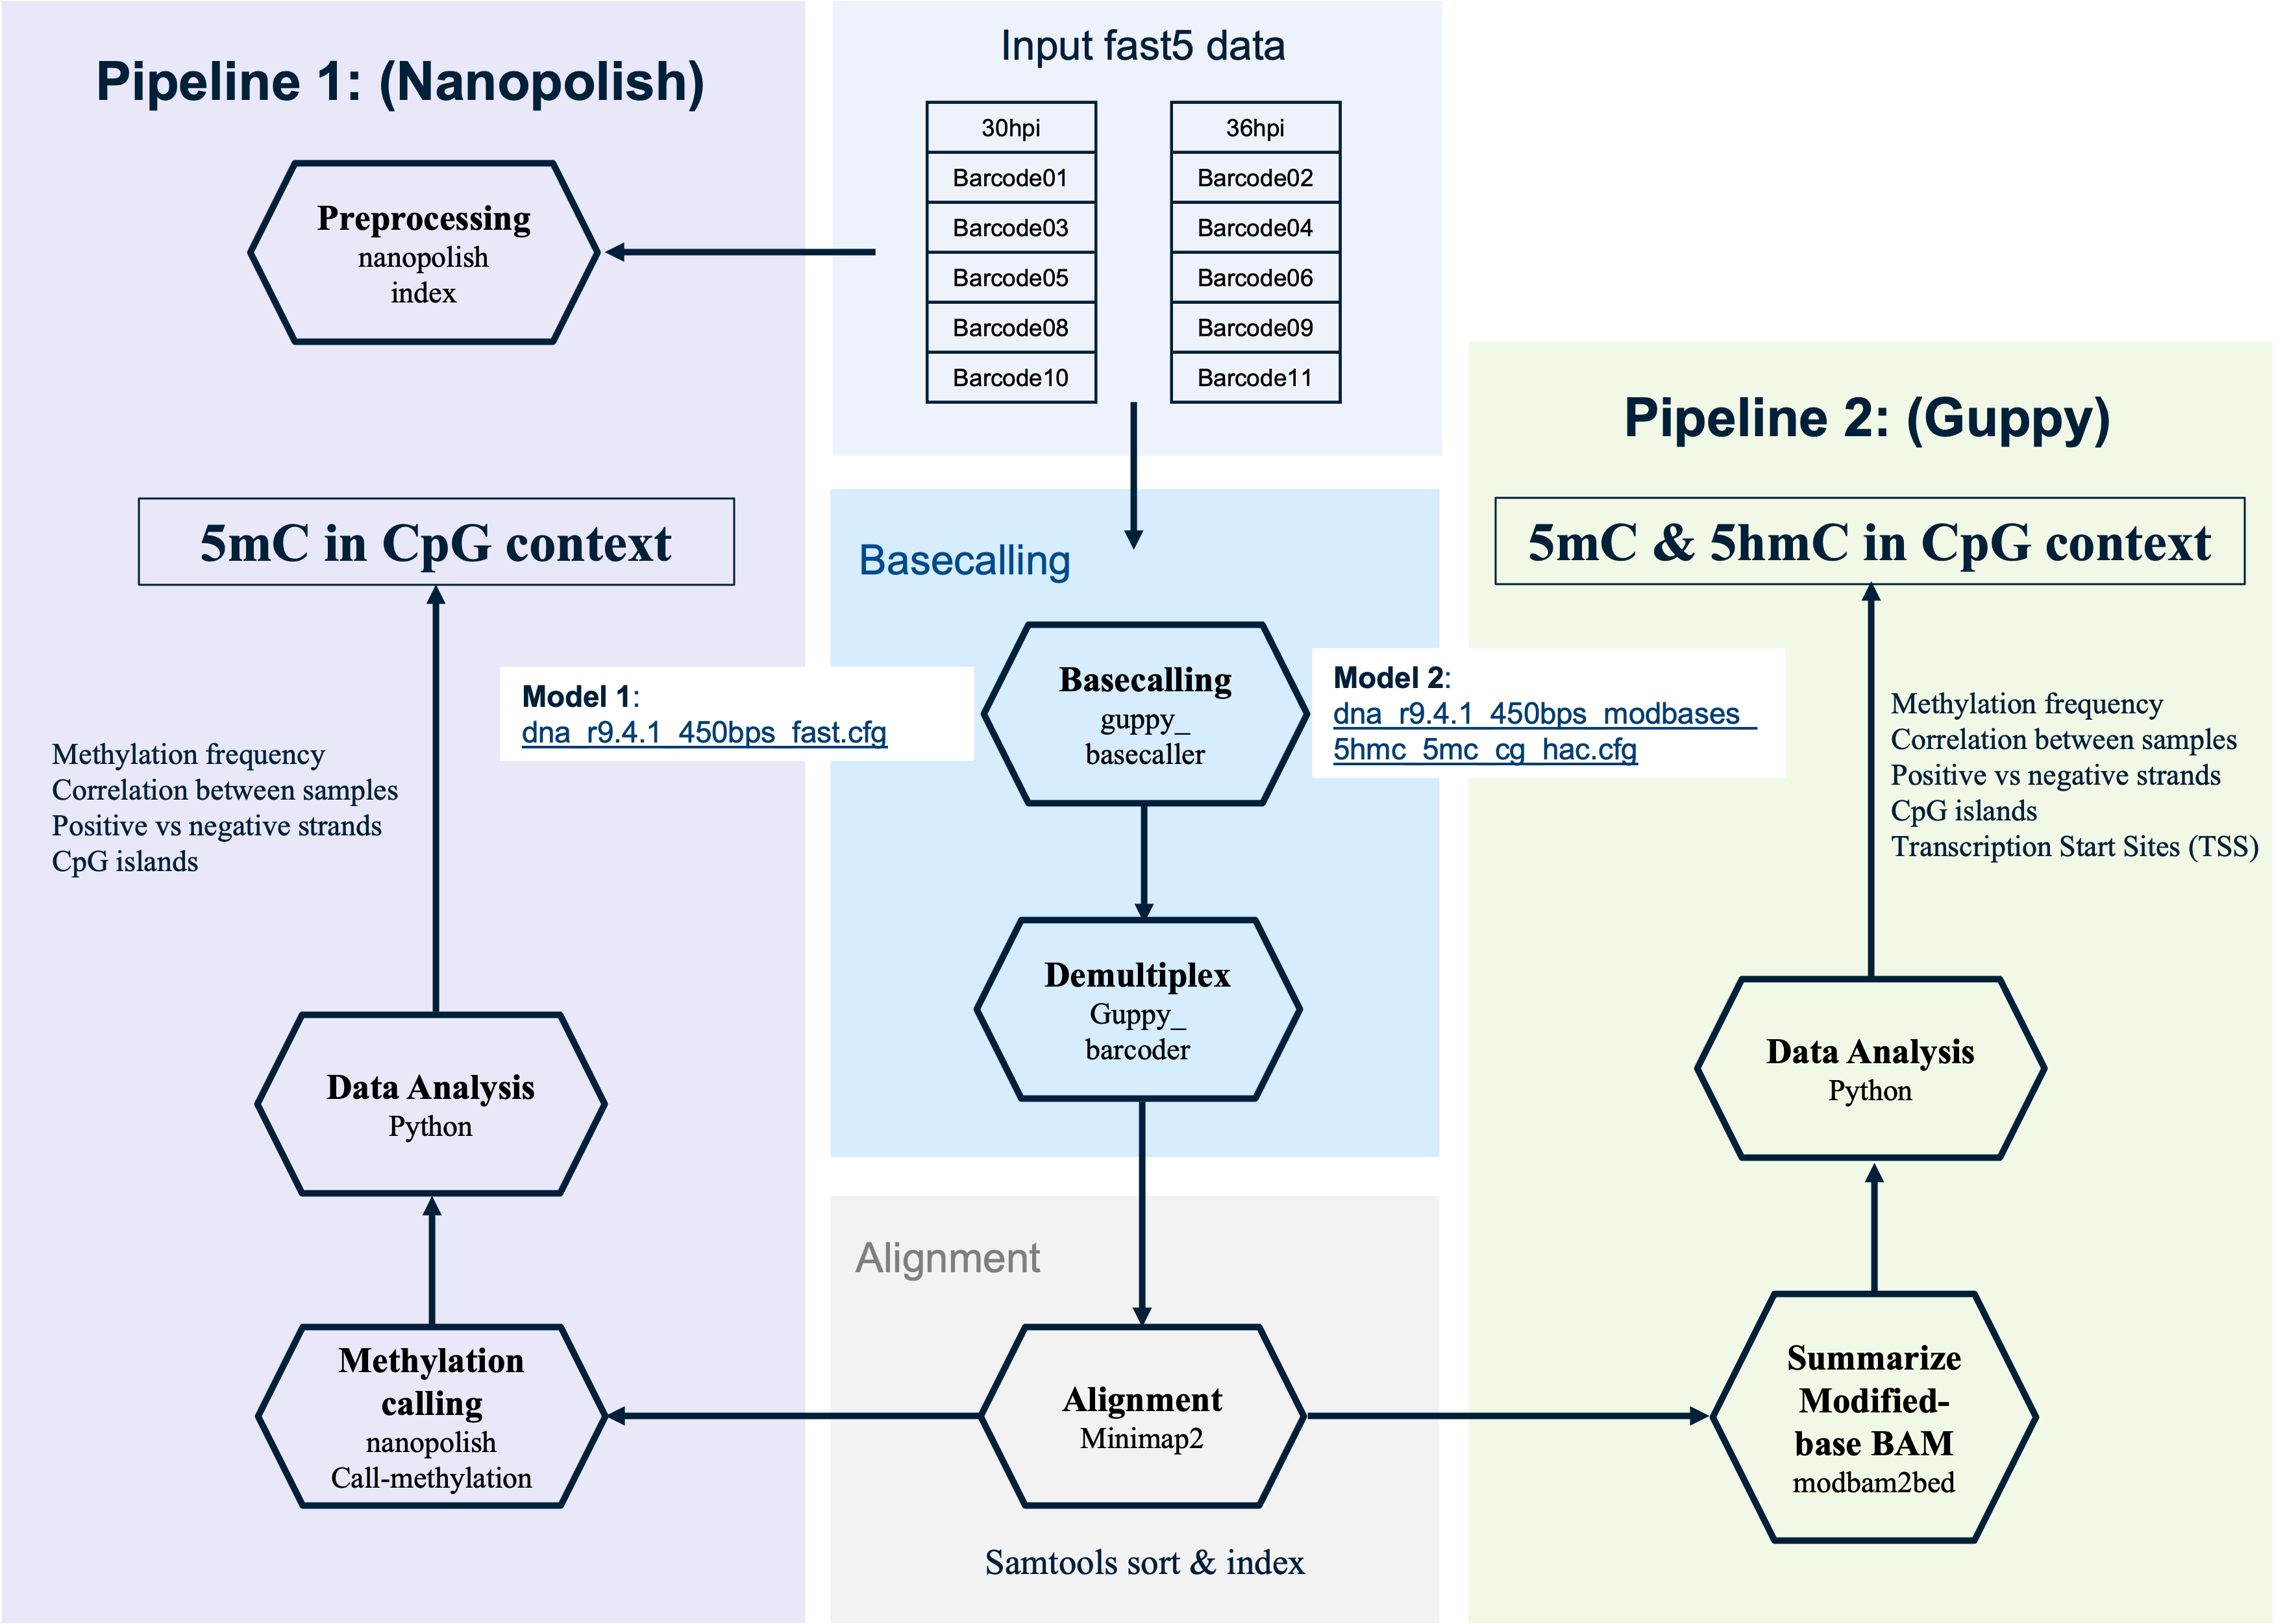 Pipeline 1: (Nanopolish)
Preprocessing
nanopolish
index
5mC in CpG context
Model 1:
dna_r9.4.1_450bps_fast.cfg
Methylation frequency
Correlation between samples
Positive vs negative strands
CpG islands
Data Analysis
Python
Methylation
calling
nanopolish
Call-methylation
Input fast5 data
30hpi
Barcode01
Barcode03
Barcode05
Barcode08
Barcode10
36hpi
Barcode02
Barcode04
Barcode06
Barcode09
Barcode11
Basecalling
Basecalling
guppy_
basecaller
Demultiplex
Guppy_
barcoder
Alignment
Alignment
Minimap2
Samtools sort & index
Pipeline 2: (Guppy)
5mC & 5hmC in CpG context
Model 2:
dna_r9.4.1_450bps_modbases_
5hmc_5mc_cg_hac.cfg
Methylation frequency
Correlation between samples
Positive vs negative strands
CpG islands
Transcription Start Sites (TSS)
Data Analysis
Python
Summarize
Modified-
base BAM
modbam2bed